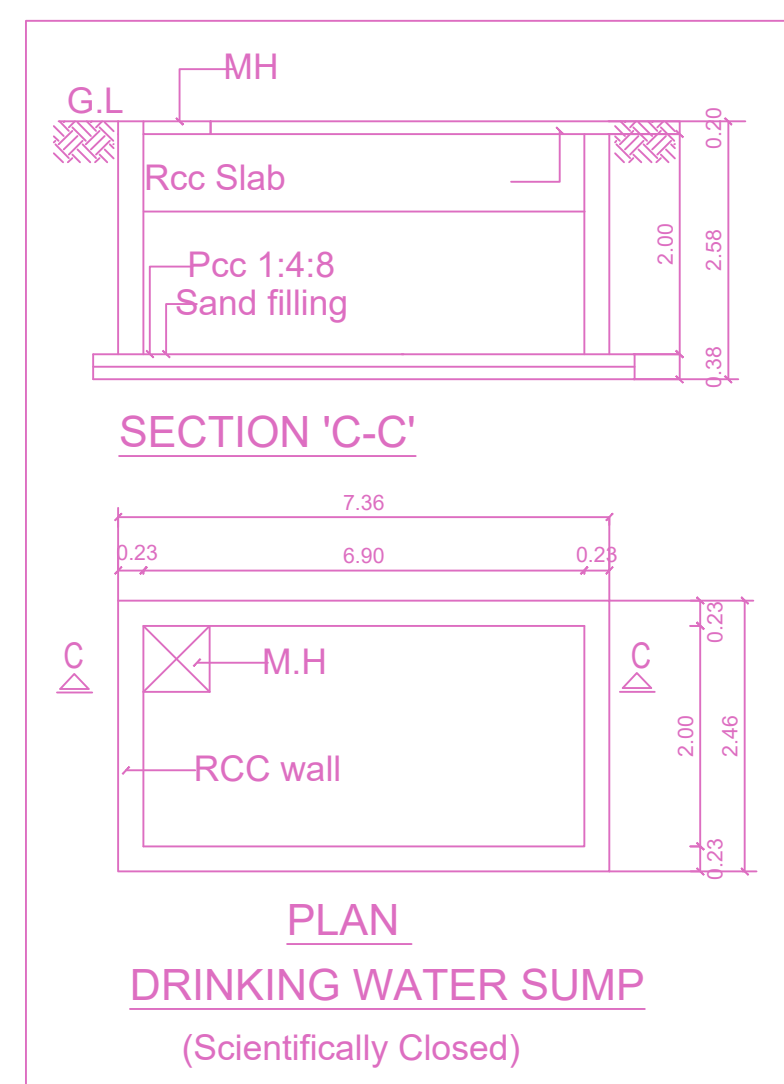 MH
G.L
0.20
Rcc Slab
2.00
2.58
Pcc 1:4:8
Sand filling
0.38
SECTION 'C-C'
7.36
0.23
6.90
0.23
0.23
C
M.H
C
2.00
2.46
RCC wall
0.23
PLAN
DRINKING WATER SUMP
(Scientifically Closed)